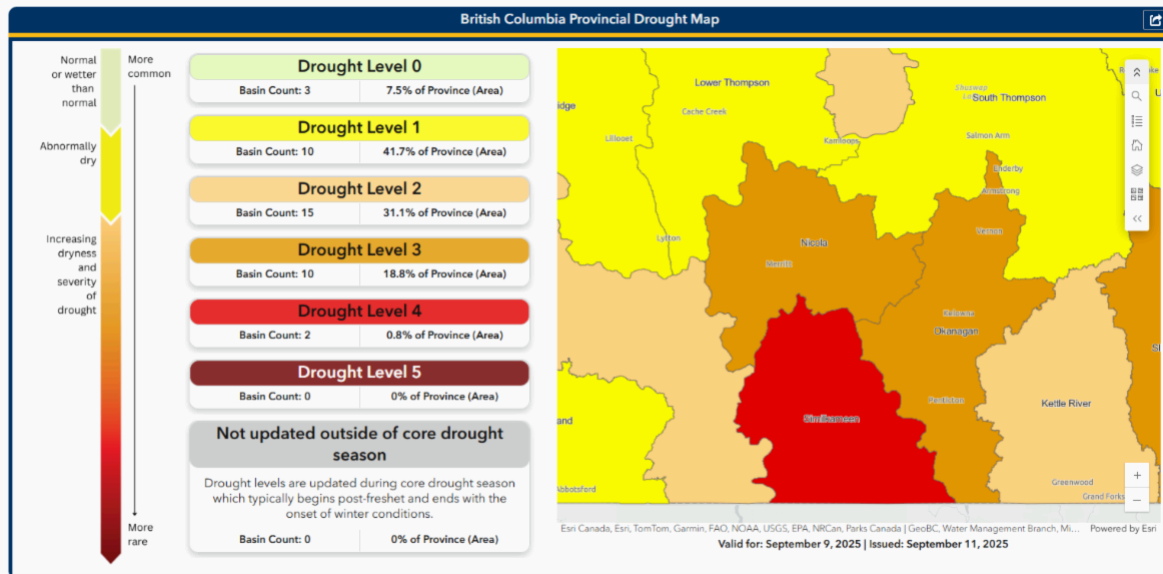 British Columbia Provincial Drought Map
Normal
or wetter
than
normal
More
common
Abnormally
dry
Increasing
dryness
and
severity
of
drought
More
rare
Drought Level 0
Basin Count: 3 7.5% of Province (Area)
Drought Level 1
Basin Count: 10 41.7% of Province (Area)
Drought Level 2
Basin Count: 15 31.1% of Province (Area)
Drought Level 3
Basin Count: 10 18.8% of Province (Area)
Drought Level 4
Basin Count: 2 0.8% of Province (Area)
Drought Level 5
Basin Count: 0 0% of Province (Area)
Not updated outside of core drought
season
Drought levels are updated during core drought season
which typically begins post-freshet and ends with the
onset of winter conditions.
Basin Count: 0 0% of Province (Area)
Lower Thompson
Cache Creek
Shuswap
South Thompson
idge
Lillooet
Kamloops
Salmon Arm
Enderby
Armstrong
Vernon
Lytton
Nicola
Merritt
Kelowna
Okanagan
Penticton
Similkameen
Kettle River
Greenwood
Grand Forks
and
Abbotsford
+
−
Esri Canada, Esri, TomTom, Garmin, FAO, NOAA, USGS, EPA, NRCan, Parks Canada | GeoBC, Water Management Branch, Mi... Powered by Esri
Valid for: September 9, 2025 | Issued: September 11, 2025